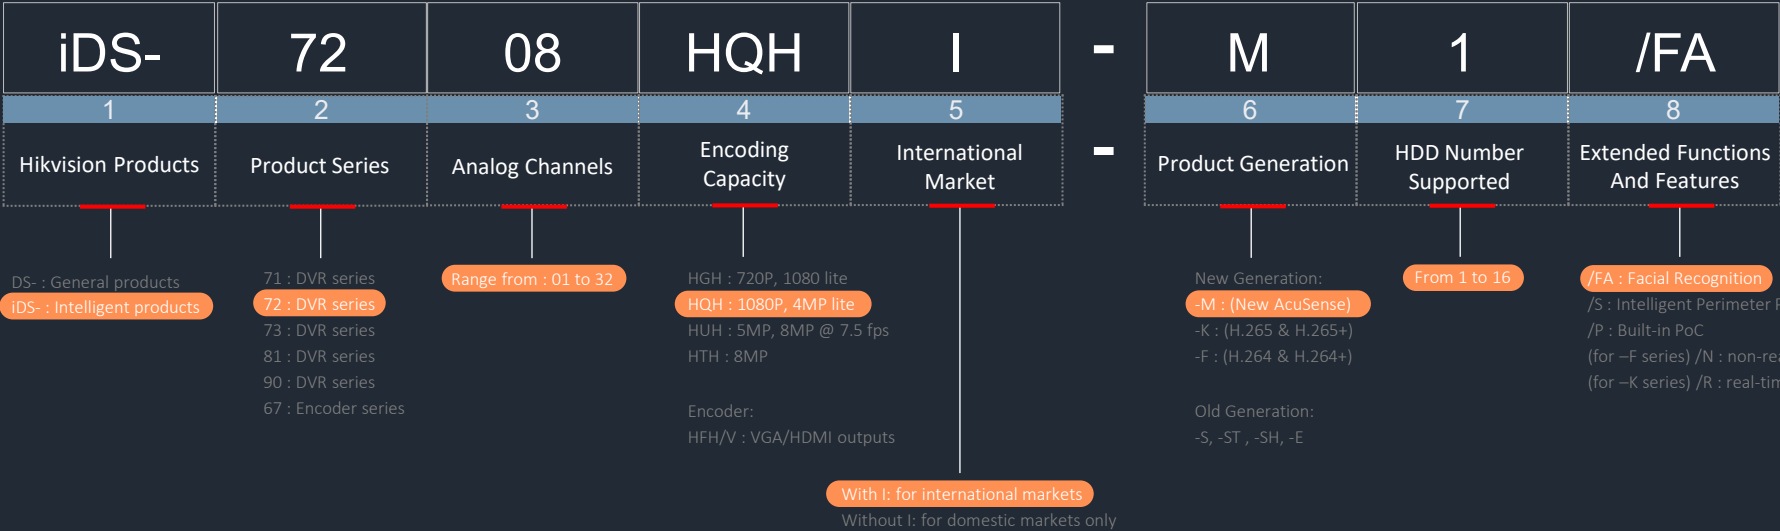 iDS- 72 08 HQH I - M 1 /FA
1 2 3 4 5 6 7 8
Hikvision Products
Product Series
Analog Channels
Encoding
Capacity
International
Market
-
Product Generation
HDD Number
Supported
Extended Functions
And Features
DS- : General products
iDS- : Intelligent products
71 : DVR series
72 : DVR series
73 : DVR series
81 : DVR series
90 : DVR series
67 : Encoder series
Range from : 01 to 32
HGH : 720P, 1080 lite
HQH : 1080P, 4MP lite
HUH : 5MP, 8MP @ 7.5 fps
HTH : 8MP
Encoder:
HFH/V : VGA/HDMI outputs
With I: for international markets
Without I: for domestic markets only
New Generation:
-M : (New AcuSense)
-K : (H.265 & H.265+)
-F : (H.264 & H.264+)
Old Generation:
-S, -ST , -SH, -E
From 1 to 16
/FA : Facial Recognition
/S : Intelligent Perimeter
/P : Built-in PoC
(for –F series) /N :
(for –K series) /R :